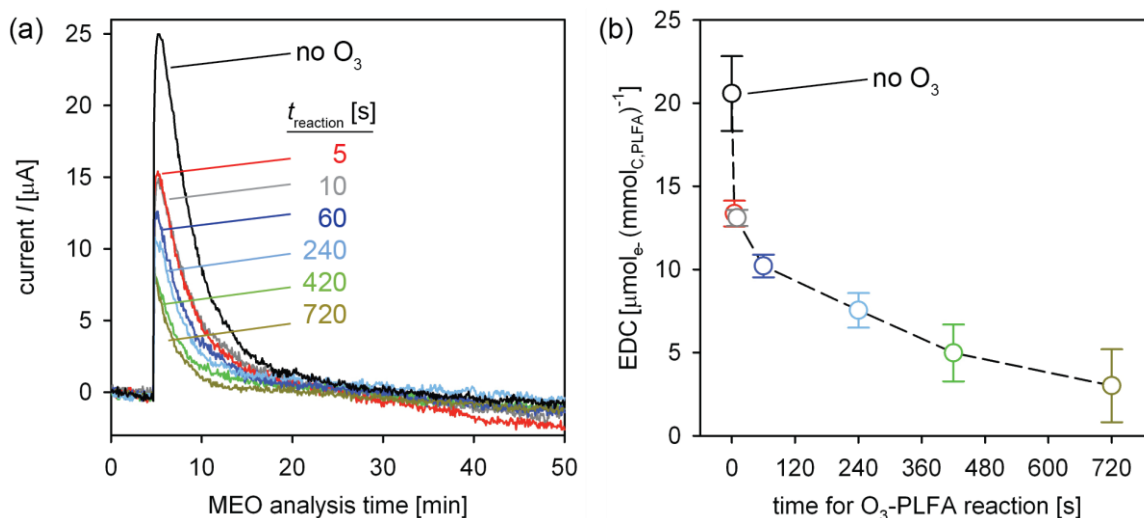 (a)
25
20
15
10
5
0
current / [µA]
no O₃
t_reaction [s]
5
10
60
240
420
720
0 10 20 30 40 50
MEO analysis time [min]
(b)
25
20
15
10
5
0
EDC [µmol_e- (mmol_C,PLFA)⁻¹]
no O₃
0 120 240 360 480 600 720
time for O₃-PLFA reaction [s]